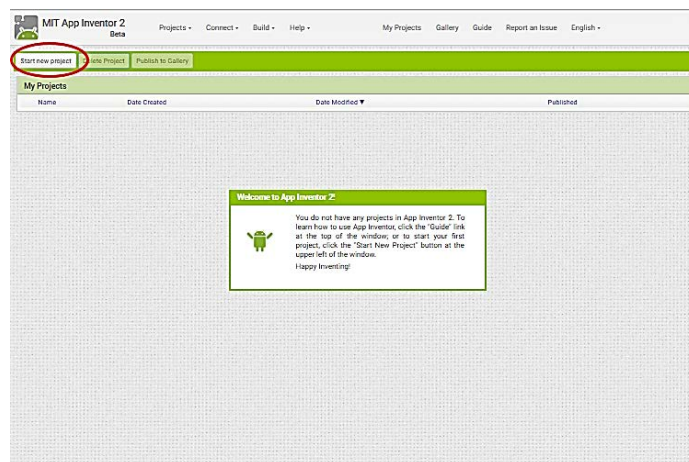 MIT App Inventor 2
Beta
Projects Connect Build Help My Projects Gallery Guide Report an Issue English
Start new project Delete Project Publish to Gallery
My Projects
Name Date Created Date Modified ▼ Published
Welcome to App Inventor 2!
You do not have any projects in App Inventor 2. To
learn how to use App Inventor, click the "Guide" link
at the top of the window; or to start your first
project, click the "Start New Project" button at the
upper left of the window.
Happy Inventing!